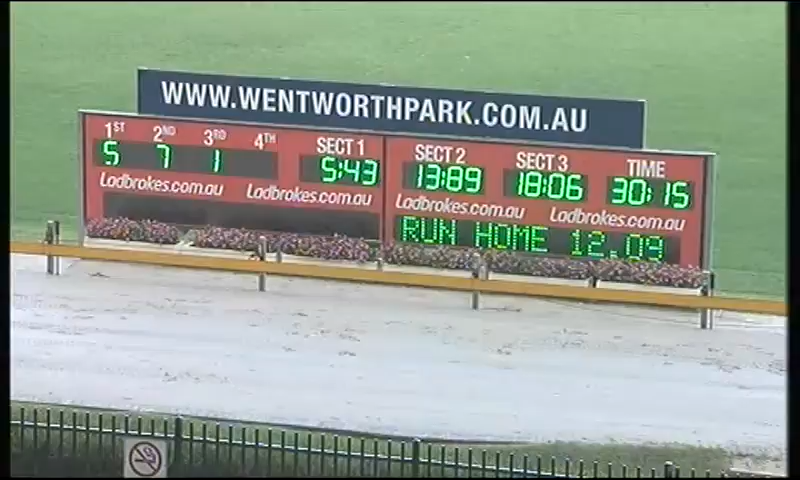 WWW.WENTWORTHPARK.COM.AU
1ST 2ND 3RD 4TH SECT 1 SECT 2 SECT 3 TIME
5 7 1 5:43 13:89 18:06 30:15
Ladbrokes.com.au Ladbrokes.com.au Ladbrokes.com.au Ladbrokes.com.au
RUN HOME 12.09